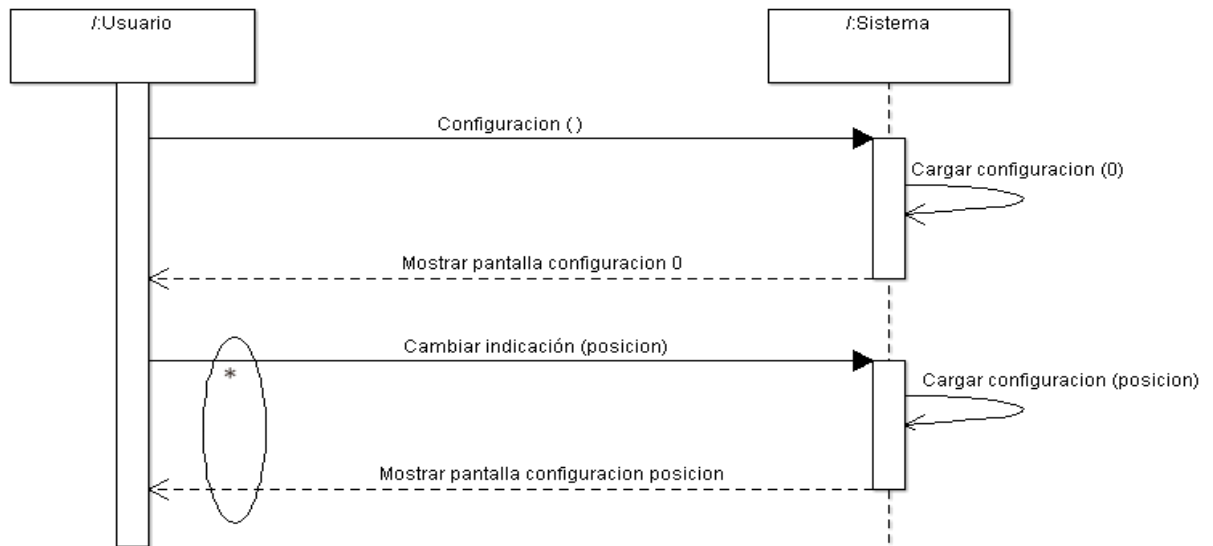 /:Usuario
/:Sistema
Configuracion ( )
Cargar configuracion (0)
Mostrar pantalla configuracion 0
Cambiar indicación (posicion)
*
Cargar configuracion (posicion)
Mostrar pantalla configuracion posicion